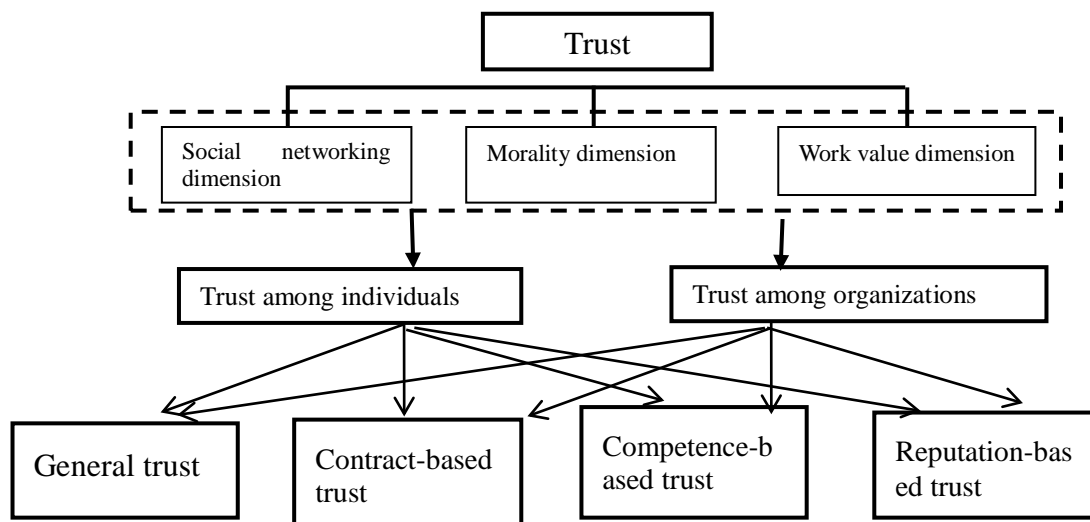 Trust
Social networking
dimension
Morality dimension
Work value dimension
Trust among individuals
Trust among organizations
General trust
Contract-based
trust
Competence-b
ased trust
Reputation-bas
ed trust